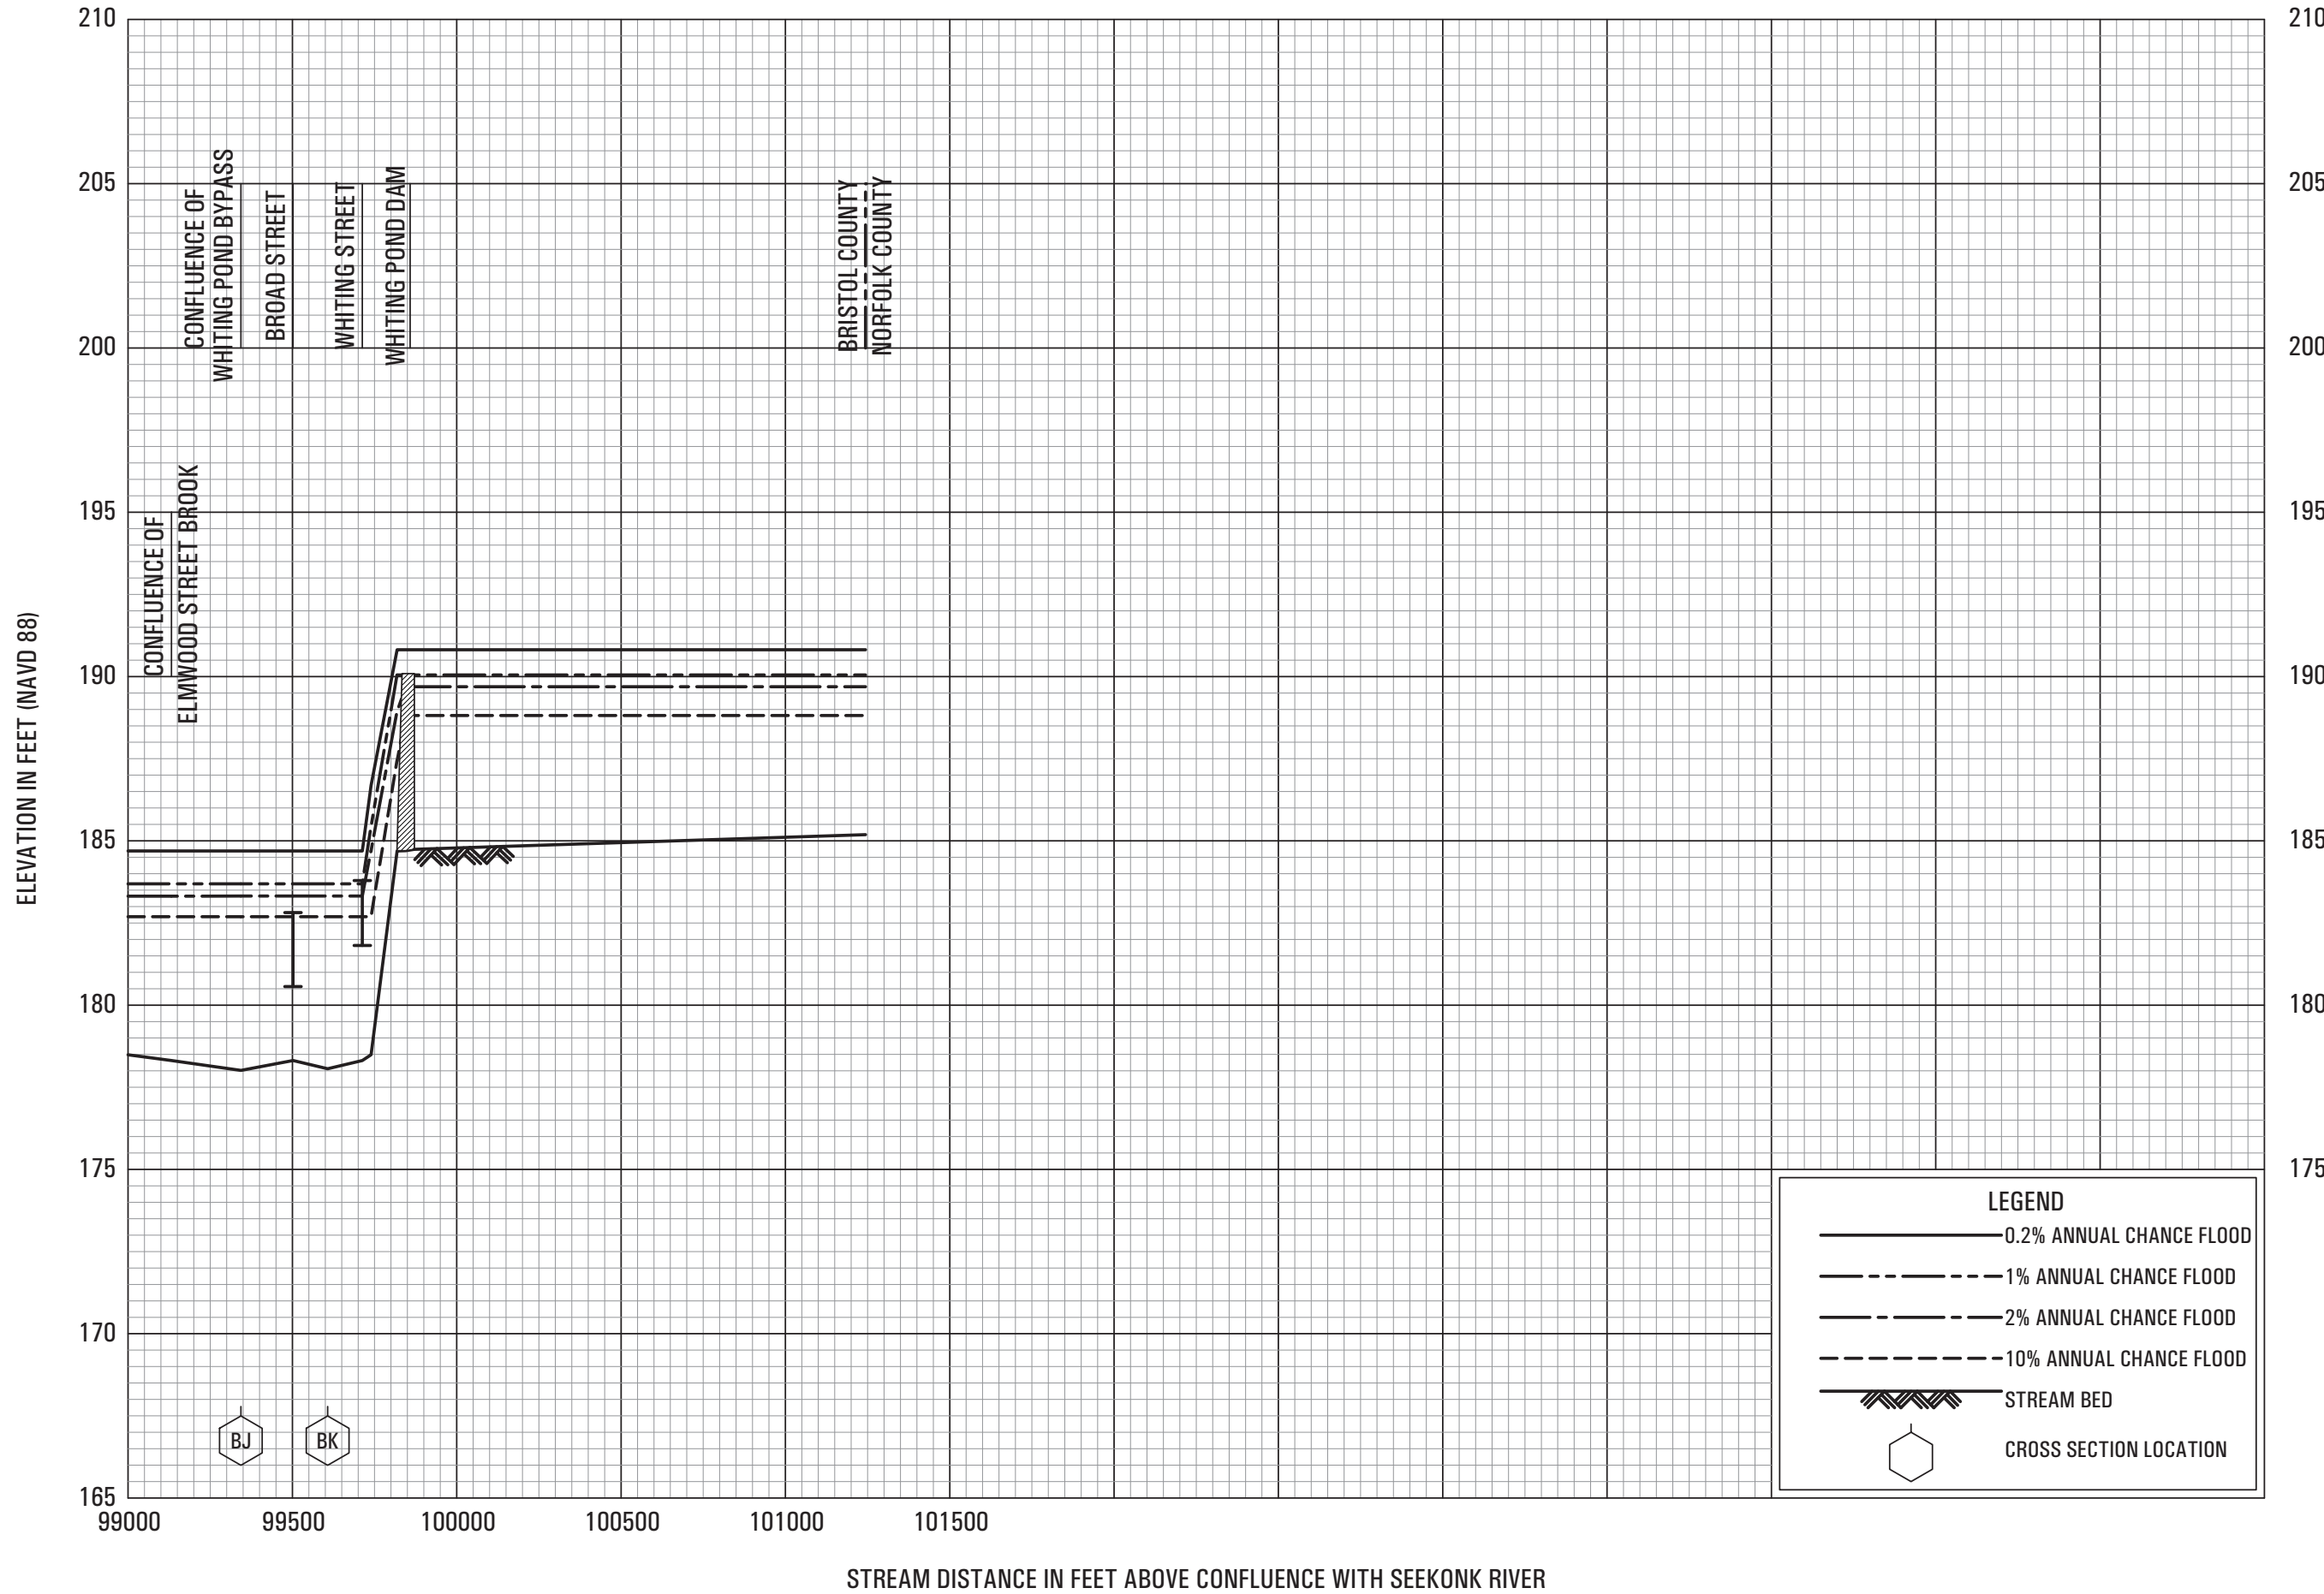 210
210
205
205
200
200
195
195
190
190
185
185
180
180
175
175
170
165
ELEVATION IN FEET (NAVD 88)
CONFLUENCE OF
WHITING POND BYPASS
BROAD STREET
WHITING STREET
WHITING POND DAM
BRISTOL COUNTY
NORFOLK COUNTY
CONFLUENCE OF
ELMWOOD STREET BROOK
BJ
BK
LEGEND
0.2% ANNUAL CHANCE FLOOD
1% ANNUAL CHANCE FLOOD
2% ANNUAL CHANCE FLOOD
10% ANNUAL CHANCE FLOOD
STREAM BED
CROSS SECTION LOCATION
99000 99500 100000 100500 101000 101500
STREAM DISTANCE IN FEET ABOVE CONFLUENCE WITH SEEKONK RIVER